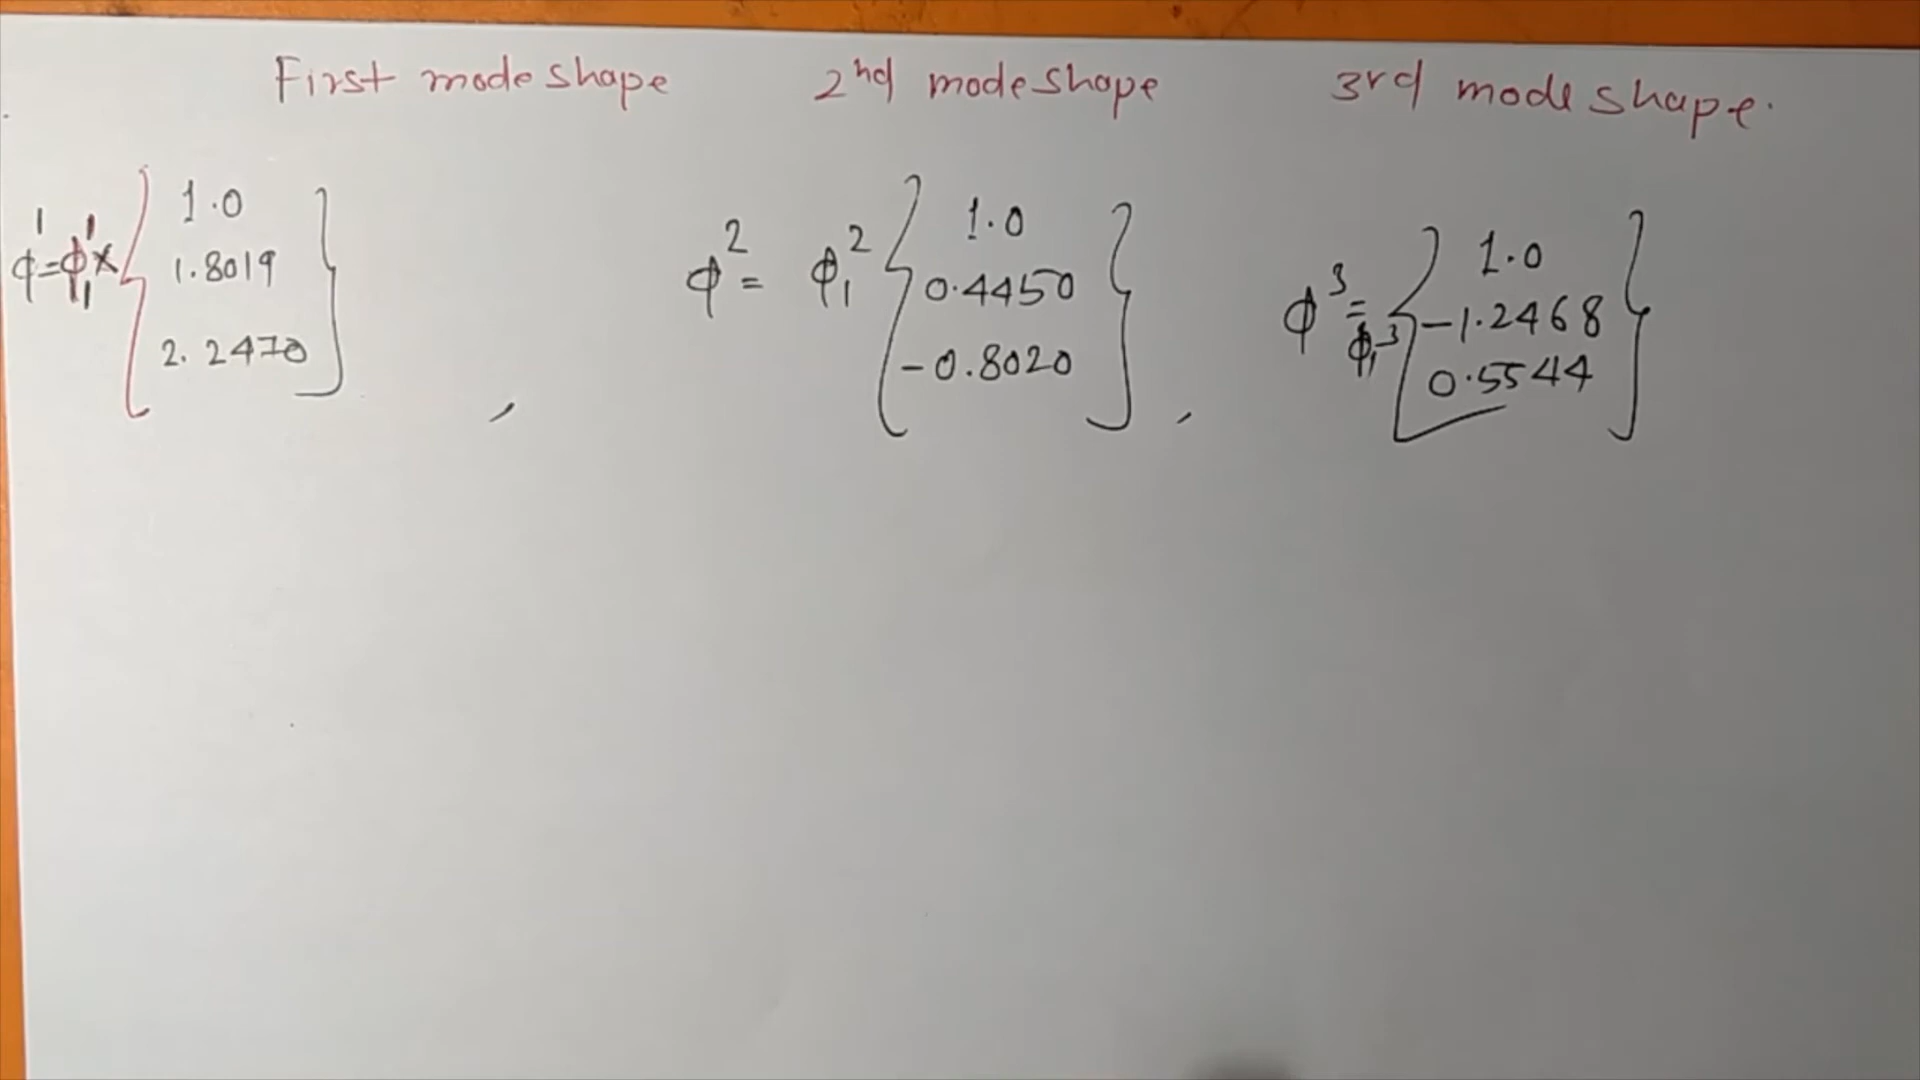 First mode shape 2nd mode shape 3rd mode shape.
ϕ¹=ϕ₁¹× { 1.0
1.8019
2.2470 } ,
ϕ² = ϕ₁² { 1.0
0.4450
-0.8020 } ,
ϕ³ = ϕ₁³ { 1.0
-1.2468
0.5544 }